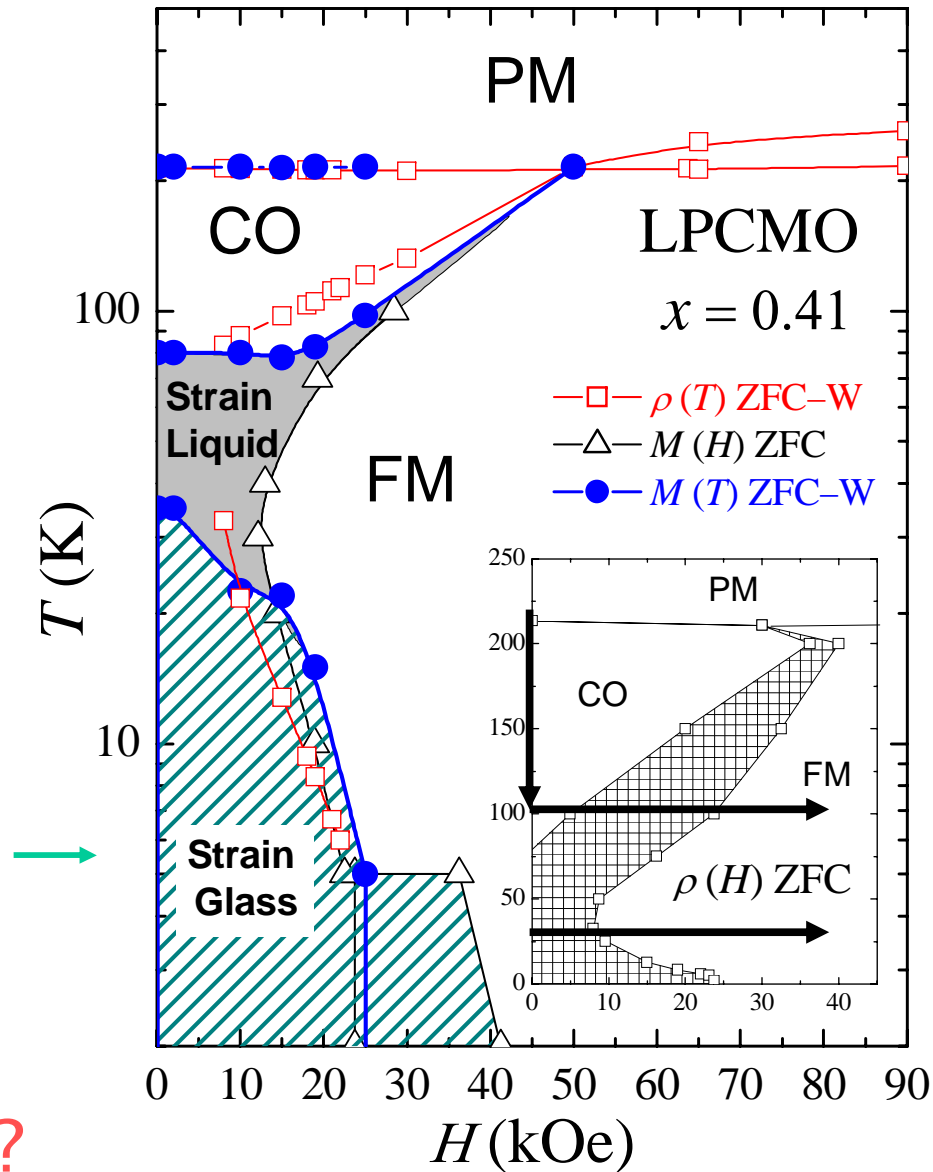 PM
CO
LPCMO
x = 0.41
100
Strain
Liquid
ρ (T) ZFC–W
M (H) ZFC
M (T) ZFC–W
FM
T (K)
250
PM
200
CO
150
FM
100
ρ (H) ZFC
50
0
0 10 20 30 40
10
Strain
Glass
0 10 20 30 40 50 60 70 80 90
?
H (kOe)